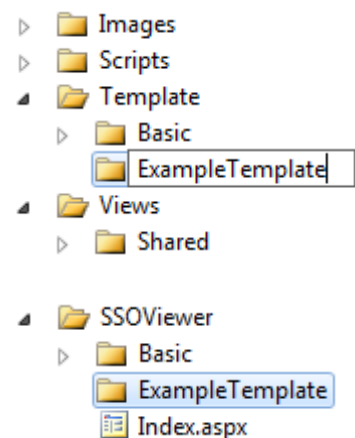 Images
Scripts
Template
Basic
ExampleTemplate
Views
Shared
SSOViewer
Basic
ExampleTemplate
Index.aspx